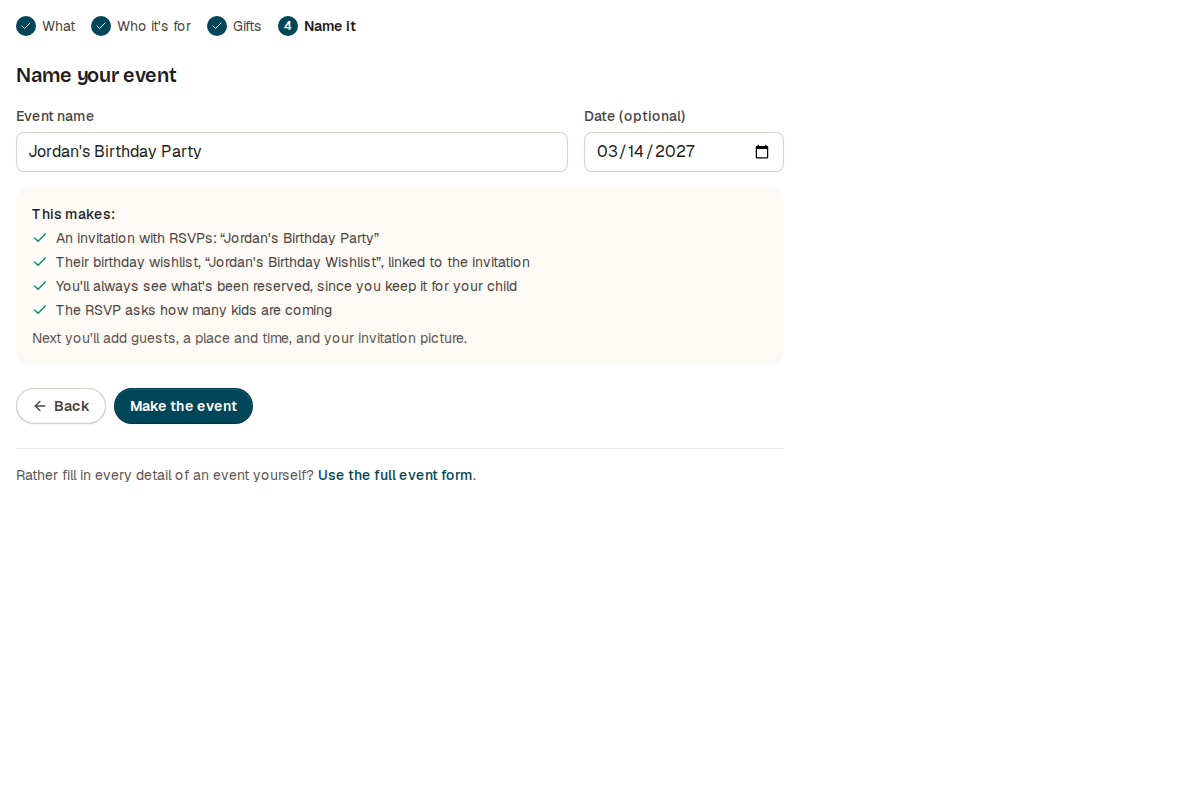 What Who it's for Gifts 4 Name it
Name your event
Event name Date (optional)
Jordan's Birthday Party 03/14/2027
This makes:
An invitation with RSVPs: “Jordan's Birthday Party”
Their birthday wishlist, “Jordan's Birthday Wishlist”, linked to the invitation
You'll always see what's been reserved, since you keep it for your child
The RSVP asks how many kids are coming
Next you'll add guests, a place and time, and your invitation picture.
Back Make the event
Rather fill in every detail of an event yourself? Use the full event form.